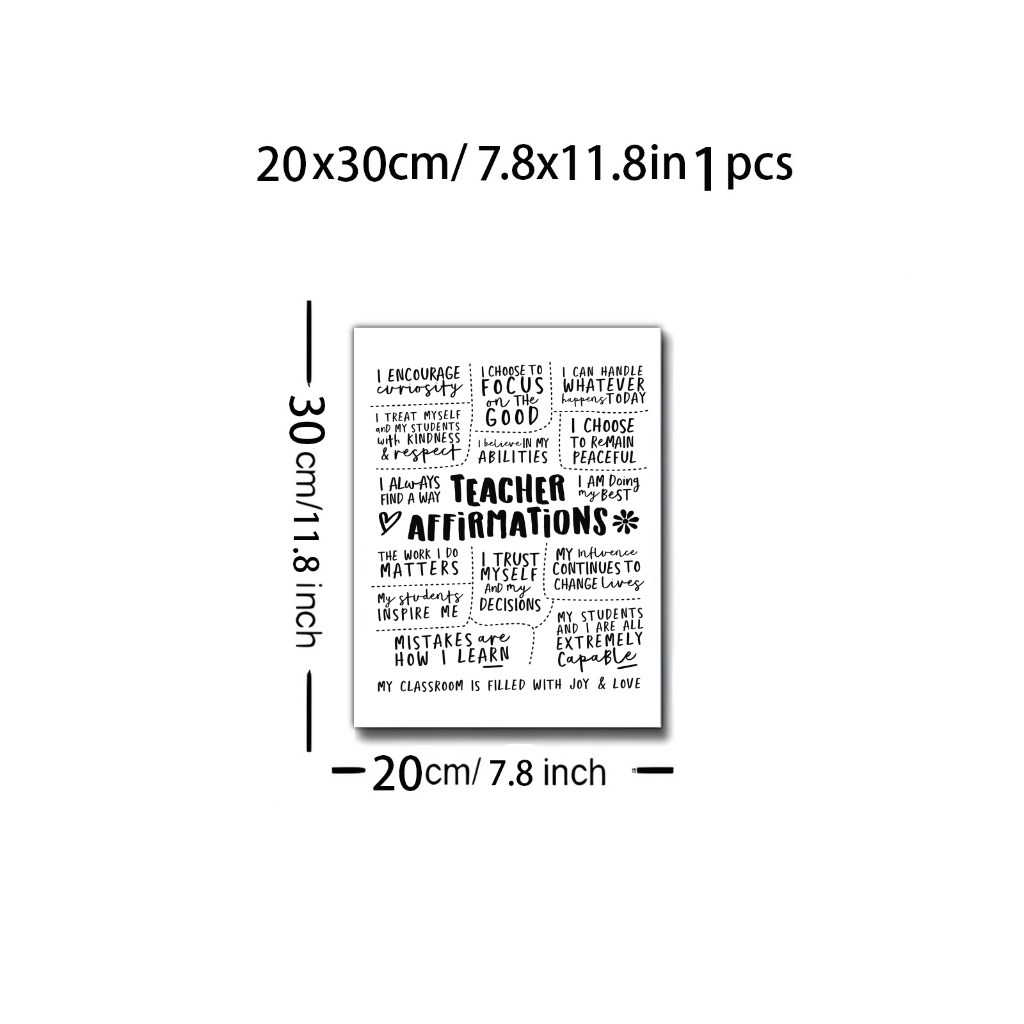 20x30cm/ 7.8x11.8in 1 pcs
30 cm/11.8 inch
I ENCOURAGE
curiosity
I CHOOSE TO
FOCUS
on THE
GOOD
I CAN HANDLE
WHATEVER
happens TODAY
I TREAT MYSELF
and MY STUDENTS
with KINDNESS
& respect
I believe IN MY
ABILITIES
I CHOOSE
TO ReMAIN
PEACEFUL
I ALWAYS
FIND A WAY
TEACHER
AFFiRMATiONS
I AM Doing
my BEST
THE WORK I DO
MATTERS
I TRUST
MYSELF
AnD my
DECISIONS
MY Influence
CONTINUES TO
CHANGE Lives
My students
INSPIRE ME
MISTAKES are
HOW I LEARN
MY STUDENTS
AND I ARE ALL
EXTREMELY
CapaBle
MY CLASSROOM IS FILLED WITH JOY & LOVE
20cm/ 7.8 inch